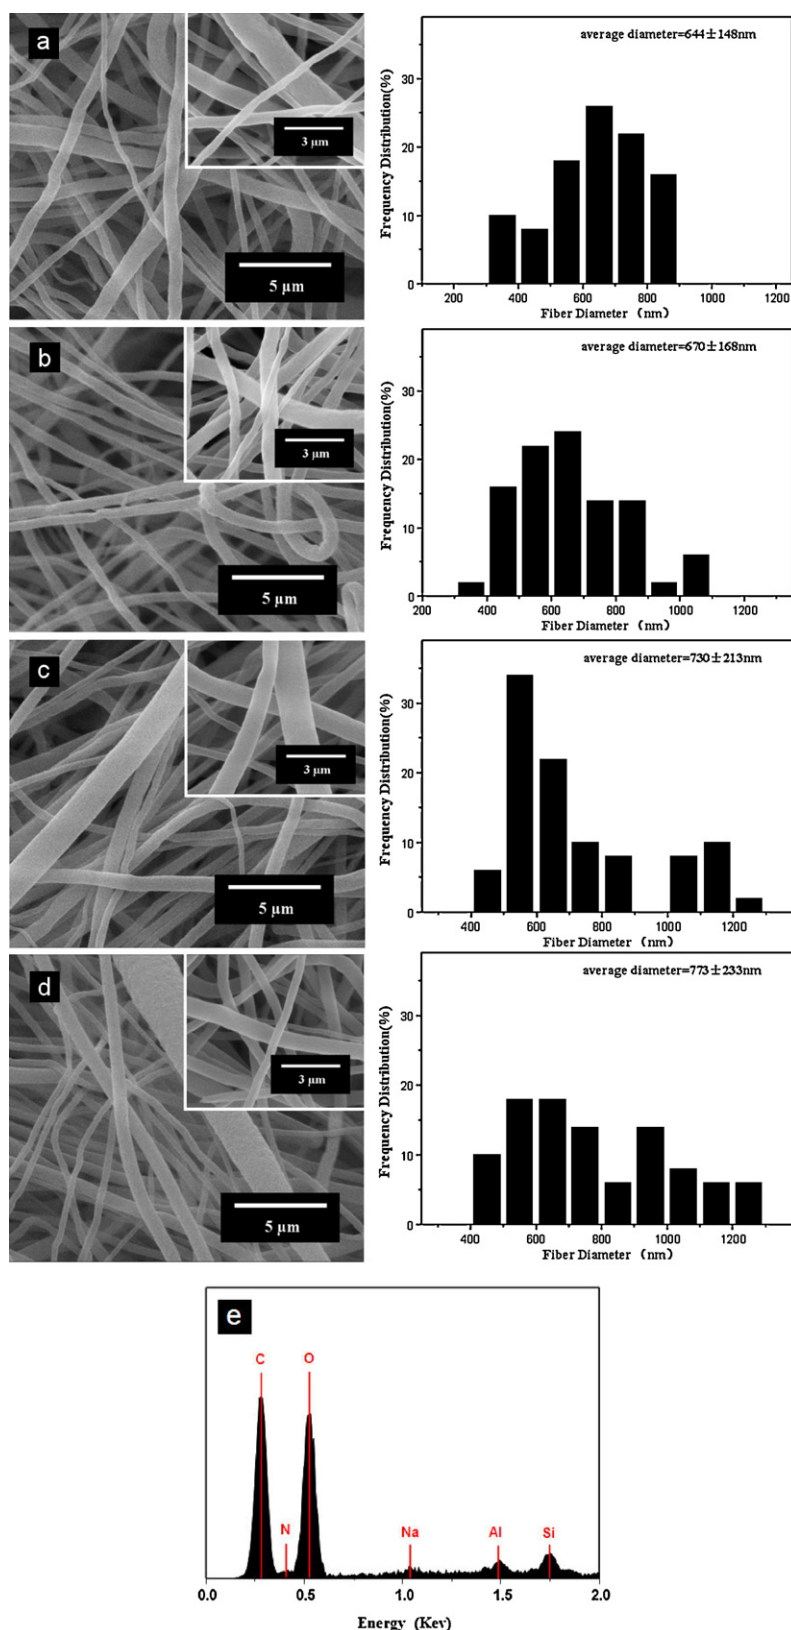 a
3 µm
5 µm
average diameter=644±148nm
Frequency Distribution(%)
30
20
10
0
200 400 600 800 1000 1200
Fiber Diameter (nm)
b
3 µm
5 µm
average diameter=670±168nm
Frequency Distribution(%)
30
20
10
0
200 400 600 800 1000 1200
Fiber Diameter (nm)
c
3 µm
5 µm
average diameter=730±213nm
Frequency Distribution(%)
30
20
10
0
400 600 800 1000 1200
Fiber Diameter (nm)
d
3 µm
5 µm
average diameter=773±233nm
Frequency Distribution(%)
30
20
10
0
400 600 800 1000 1200
Fiber Diameter (nm)
e
C O
N Na Al Si
0.0 0.5 1.0 1.5 2.0
Energy (Kev)